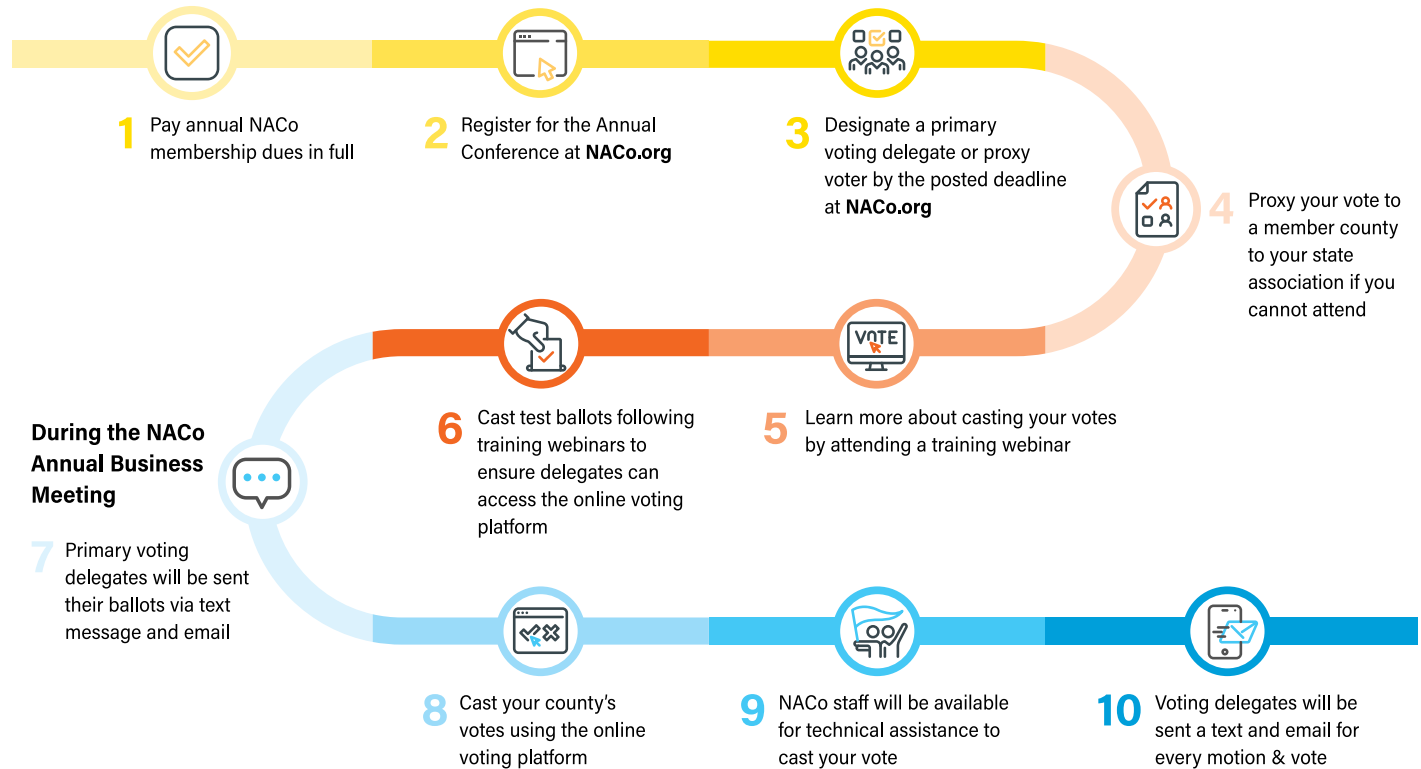 1
Pay annual NACo
membership dues in full
2
Register for the Annual
Conference at NACo.org
3
Designate a primary
voting delegate or proxy
voter by the posted deadline
at NACo.org
4
Proxy your vote to
a member county
to your state
association if you
cannot attend
VOTE
5
Learn more about casting your votes
by attending a training webinar
6
Cast test ballots following
training webinars to
ensure delegates can
access the online voting
platform
During the NACo
Annual Business
Meeting
7
Primary voting
delegates will be sent
their ballots via text
message and email
8
Cast your county's
votes using the online
voting platform
9
NACo staff will be available
for technical assistance to
cast your vote
10
Voting delegates will be
sent a text and email for
every motion & vote